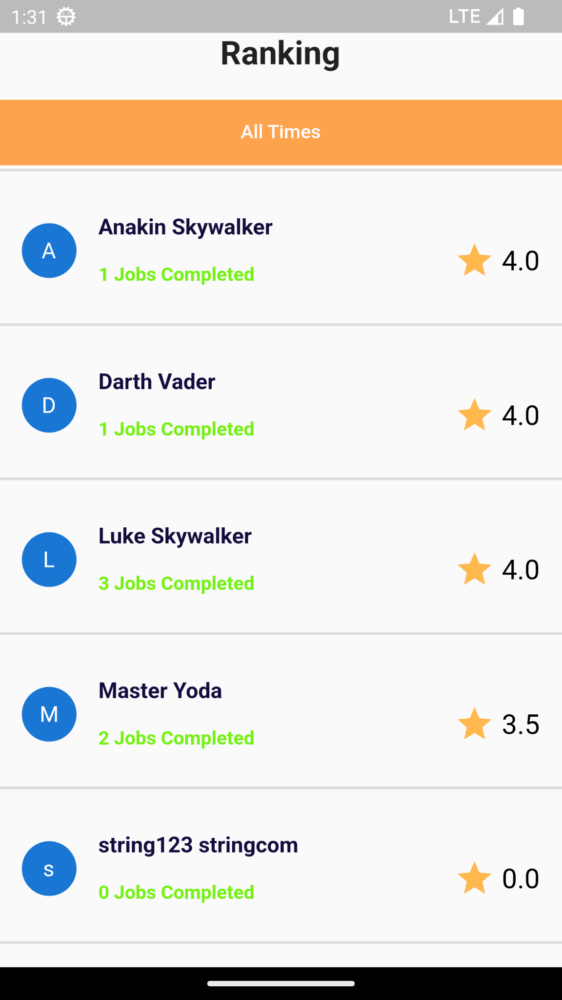 1:31 LTE
Ranking
All Times
A
Anakin Skywalker
1 Jobs Completed
4.0
D
Darth Vader
1 Jobs Completed
4.0
L
Luke Skywalker
3 Jobs Completed
4.0
M
Master Yoda
2 Jobs Completed
3.5
s
string123 stringcom
0 Jobs Completed
0.0